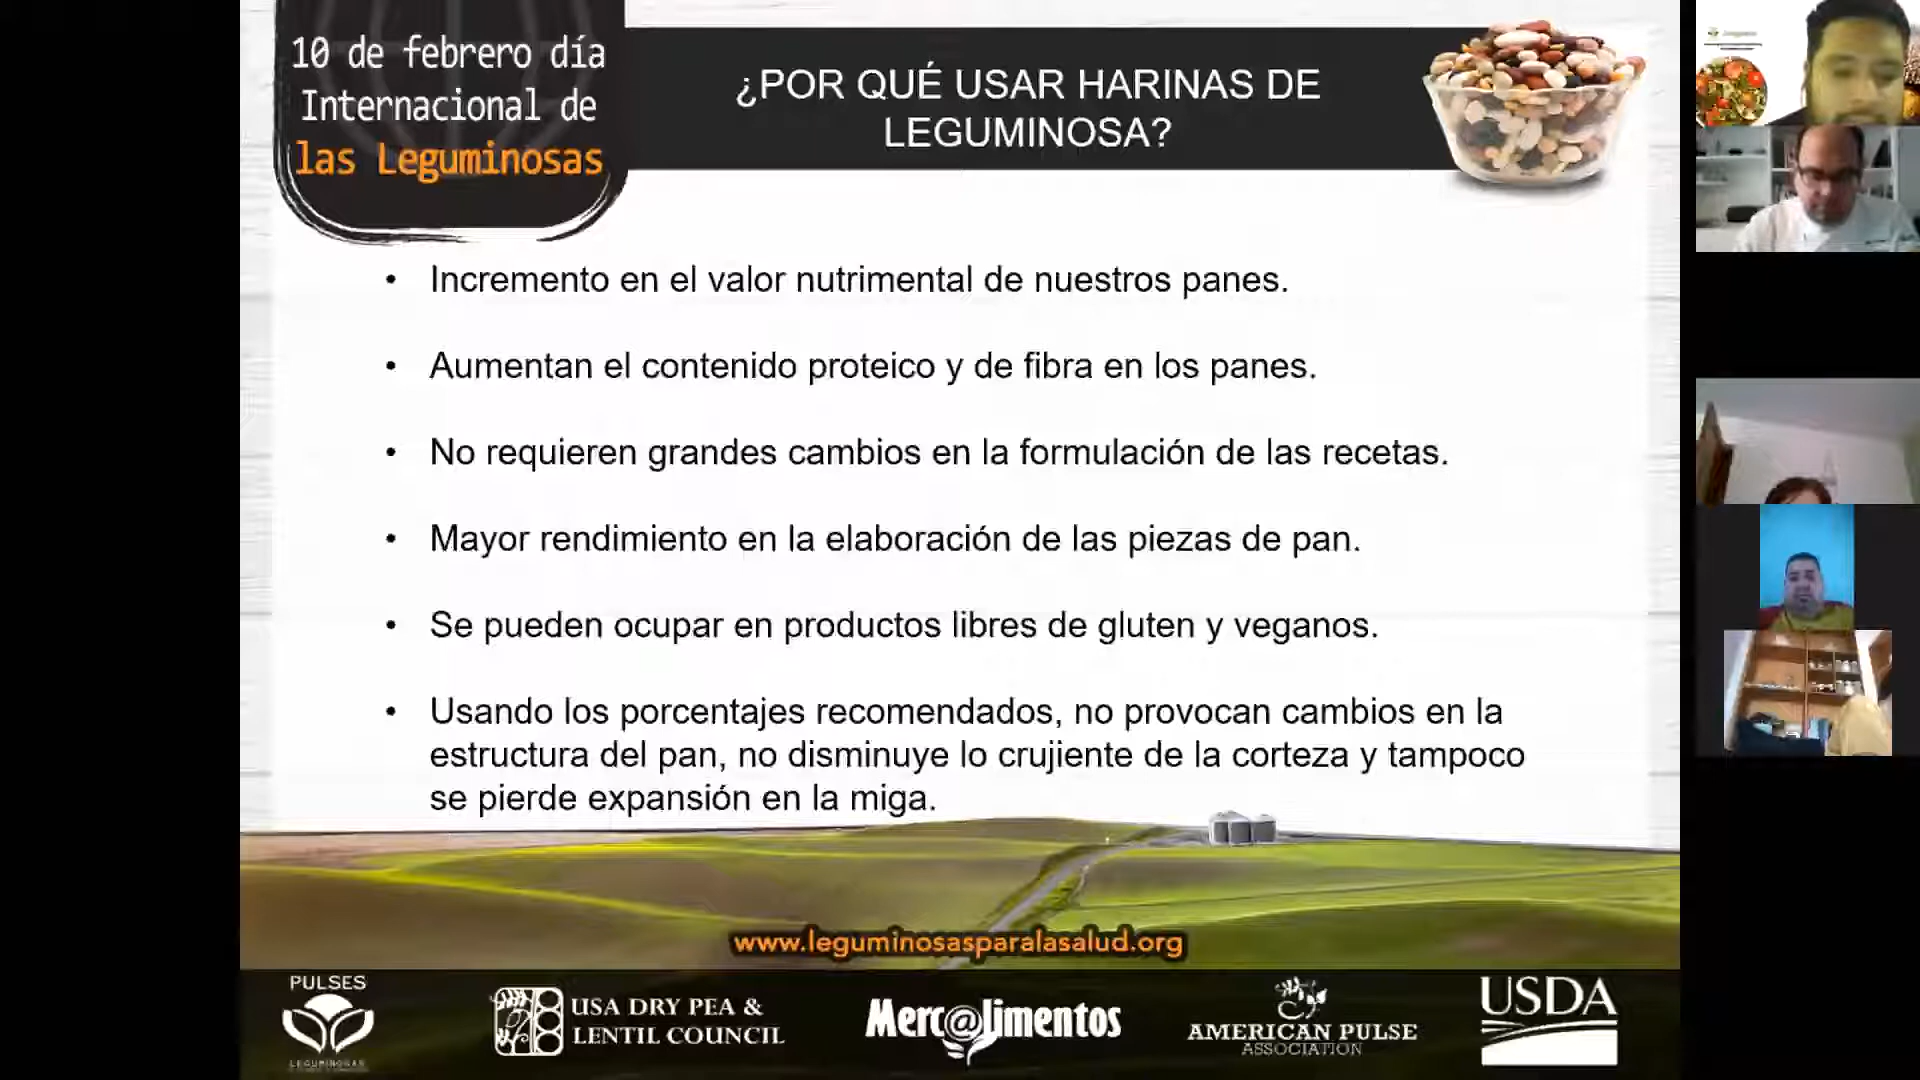 10 de febrero día
Internacional de
las Leguminosas
¿POR QUÉ USAR HARINAS DE
LEGUMINOSA?
• Incremento en el valor nutrimental de nuestros panes.
• Aumentan el contenido proteico y de fibra en los panes.
• No requieren grandes cambios en la formulación de las recetas.
• Mayor rendimiento en la elaboración de las piezas de pan.
• Se pueden ocupar en productos libres de gluten y veganos.
• Usando los porcentajes recomendados, no provocan cambios en la
estructura del pan, no disminuye lo crujiente de la corteza y tampoco
se pierde expansión en la miga.
www.leguminosasparalasalud.org
PULSES
LEGUMINOSAS
USA DRY PEA &
LENTIL COUNCIL
Merc@limentos
AMERICAN PULSE
ASSOCIATION
USDA